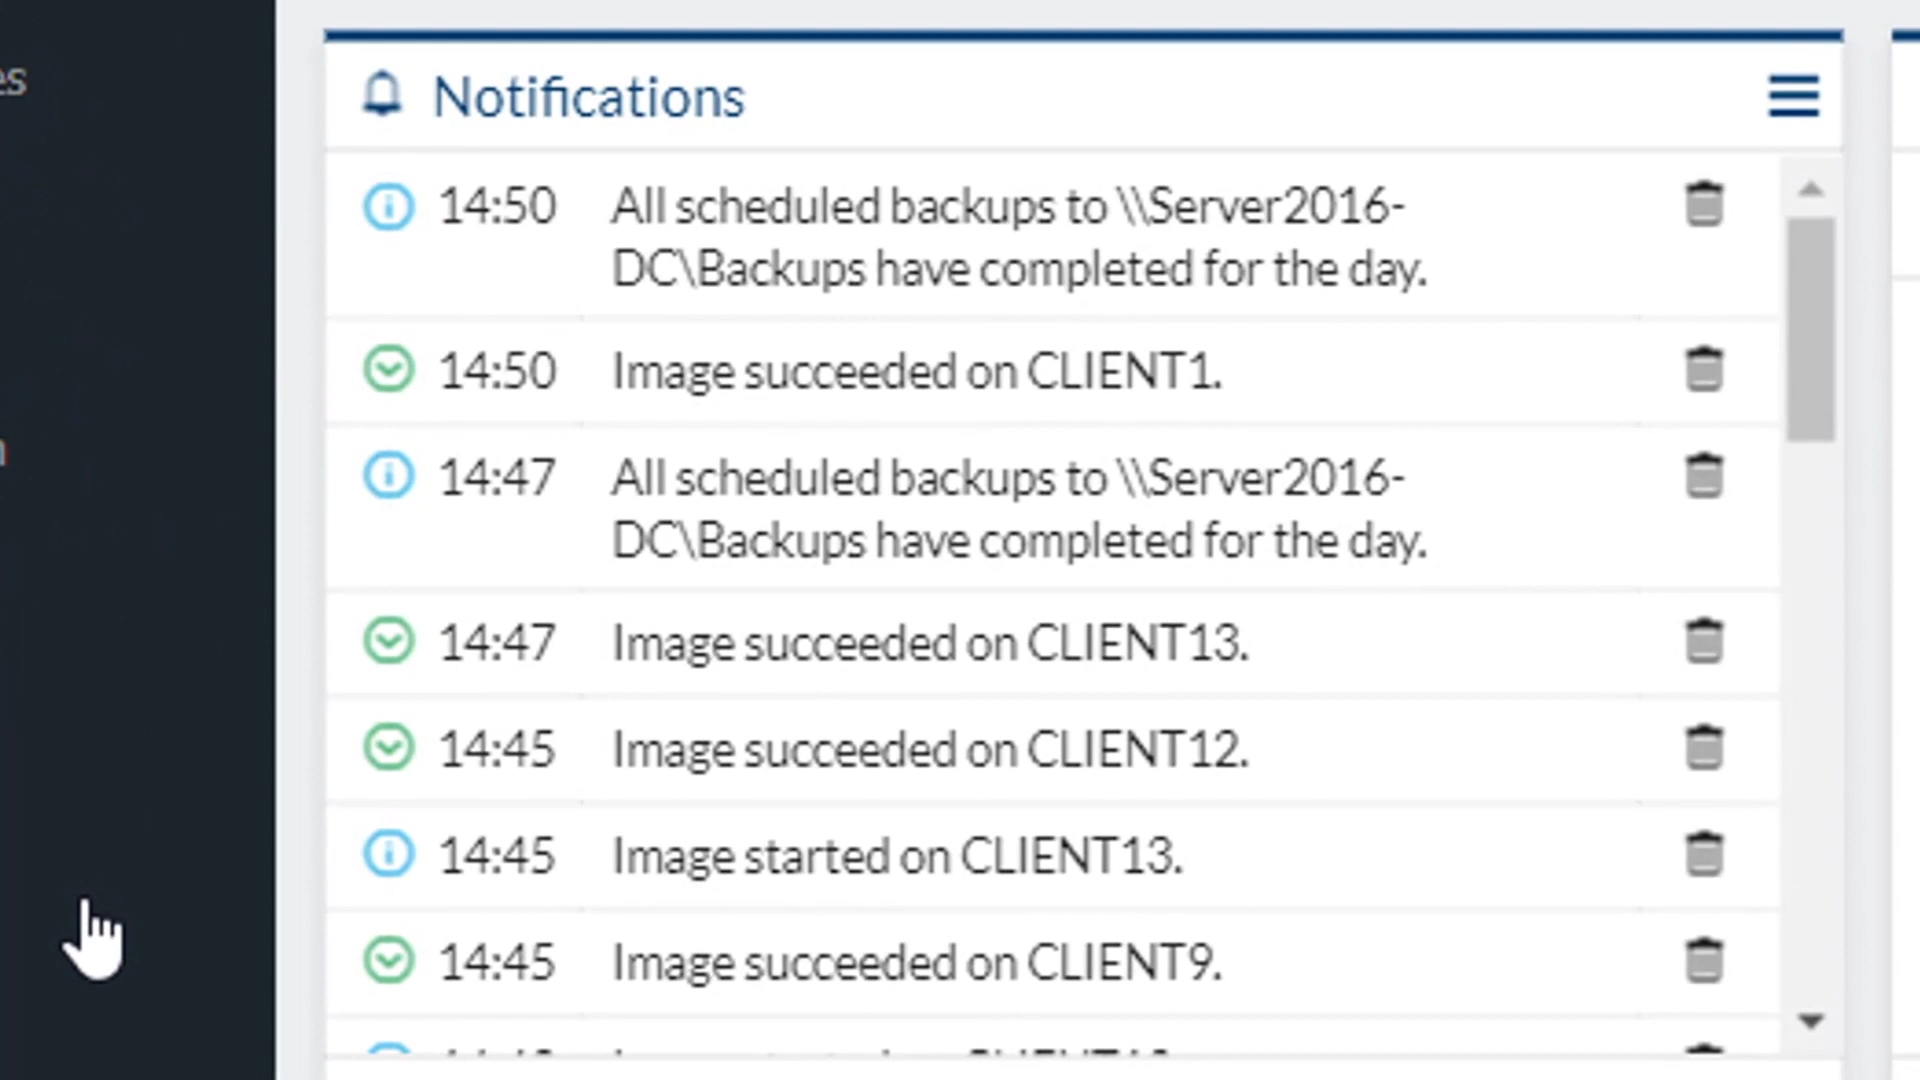 es
Notifications
14:50 All scheduled backups to \\Server2016-
DC\Backups have completed for the day.
14:50 Image succeeded on CLIENT1.
14:47 All scheduled backups to \\Server2016-
DC\Backups have completed for the day.
14:47 Image succeeded on CLIENT13.
14:45 Image succeeded on CLIENT12.
14:45 Image started on CLIENT13.
14:45 Image succeeded on CLIENT9.